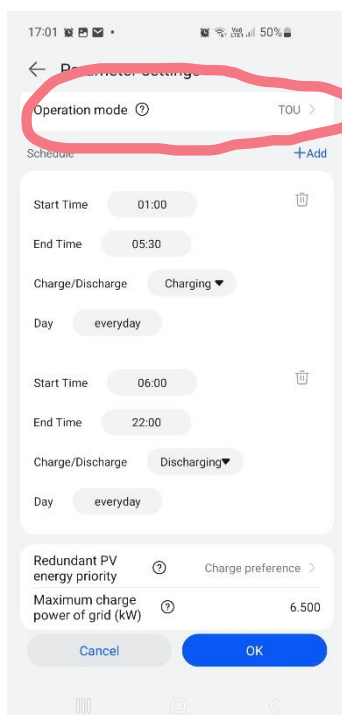 17:01 50%
Parameter settings
Operation mode TOU
Schedule +Add
Start Time 01:00
End Time 05:30
Charge/Discharge Charging
Day everyday
Start Time 06:00
End Time 22:00
Charge/Discharge Discharging
Day everyday
Redundant PV
energy priority Charge preference
Maximum charge
power of grid (kW) 6.500
Cancel OK